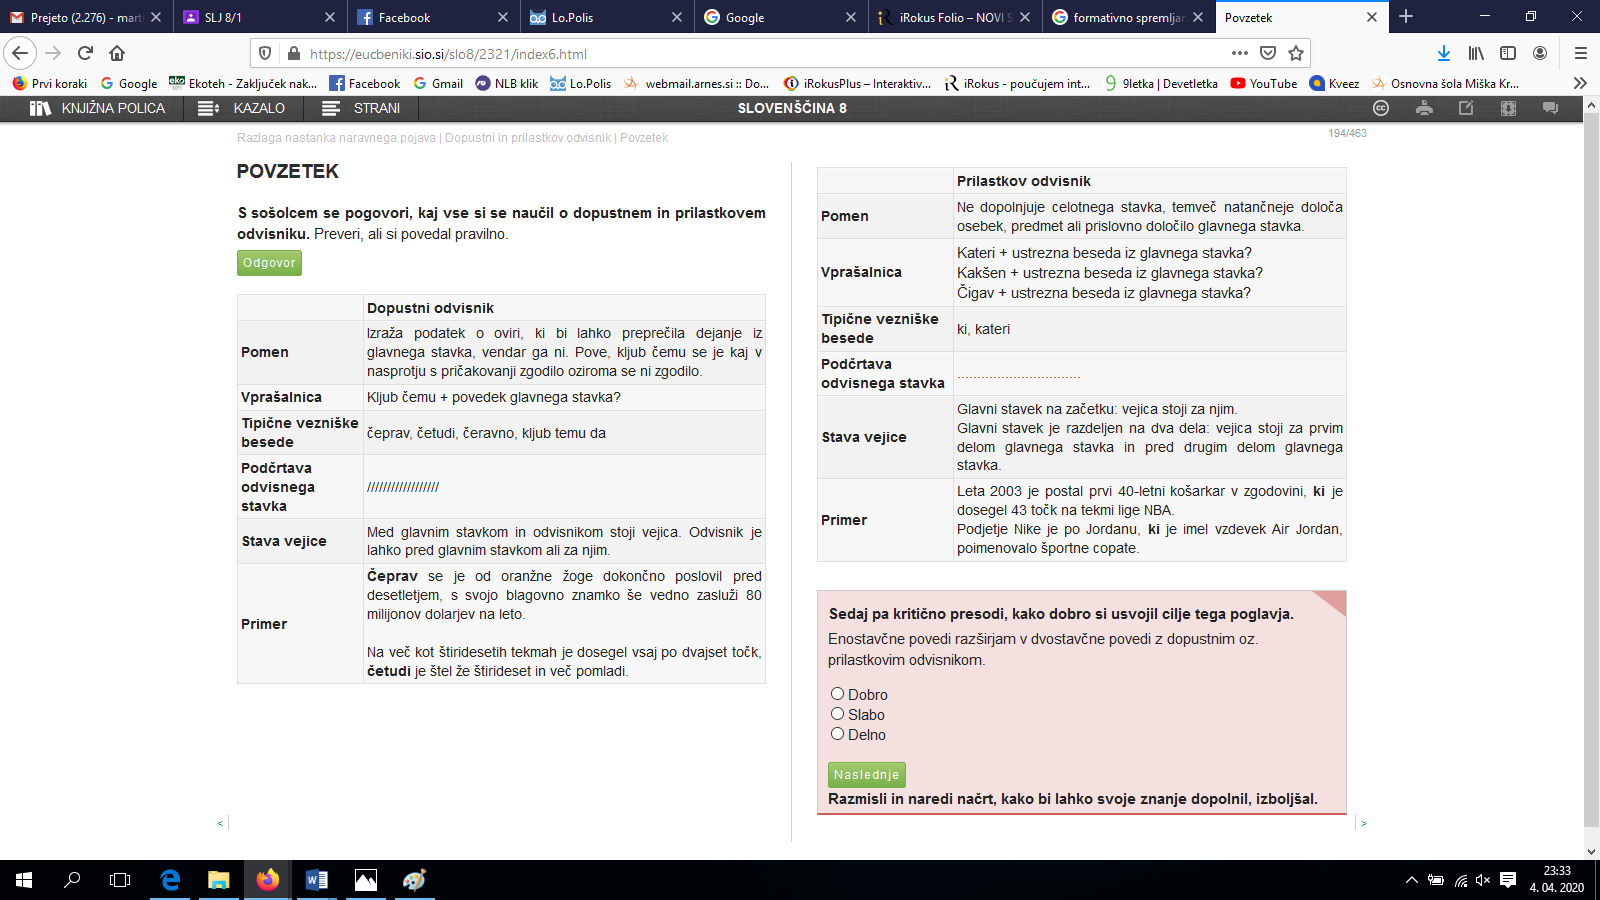 Prejeto (2.276) - mart
SLJ 8/1
Facebook
Lo.Polis
Google
iRokus Folio – NOVI S
formativno spremljan
Povzetek
https://eucbeniki.sio.si/slo8/2321/index6.html
Prvi koraki
Google
Ekoteh - Zaključek nak...
Facebook
Gmail
NLB klik
Lo.Polis
webmail.arnes.si :: Do...
iRokusPlus – Interaktiv...
iRokus - poučujem int...
9letka | Devetletka
YouTube
Kveez
Osnovna šola Miška Kr...
KNJIŽNA POLICA
KAZALO
STRANI
SLOVENŠČINA 8
Razlaga nastanka naravnega pojava | Dopustni in prilastkov odvisnik | Povzetek
194/463
POVZETEK
S sošolcem se pogovori, kaj vse si se naučil o dopustnem in prilastkovem
odvisniku. Preveri, ali si povedal pravilno.
Odgovor
Dopustni odvisnik
Pomen
Izraža podatek o oviri, ki bi lahko preprečila dejanje iz
glavnega stavka, vendar ga ni. Pove, kljub čemu se je kaj v
nasprotju s pričakovanji zgodilo oziroma se ni zgodilo.
Vprašalnica
Kljub čemu + povedek glavnega stavka?
Tipične vezniške
besede
čeprav, četudi, čeravno, kljub temu da
Podčrtava
odvisnega
stavka
//////////////////
Stava vejice
Med glavnim stavkom in odvisnikom stoji vejica. Odvisnik je
lahko pred glavnim stavkom ali za njim.
Primer
Čeprav se je od oranžne žoge dokončno poslovil pred
desetletjem, s svojo blagovno znamko še vedno zasluži 80
milijonov dolarjev na leto.
Na več kot štiridesetih tekmah je dosegel vsaj po dvajset točk,
četudi je štel že štirideset in več pomladi.
Prilastkov odvisnik
Pomen
Ne dopolnjuje celotnega stavka, temveč natančneje določa
osebek, predmet ali prislovno določilo glavnega stavka.
Vprašalnica
Kateri + ustrezna beseda iz glavnega stavka?
Kakšen + ustrezna beseda iz glavnega stavka?
Čigav + ustrezna beseda iz glavnega stavka?
Tipične vezniške
besede
ki, kateri
Podčrtava
odvisnega stavka
...............................
Stava vejice
Glavni stavek na začetku: vejica stoji za njim.
Glavni stavek je razdeljen na dva dela: vejica stoji za prvim
delom glavnega stavka in pred drugim delom glavnega
stavka.
Primer
Leta 2003 je postal prvi 40-letni košarkar v zgodovini, ki je
dosegel 43 točk na tekmi lige NBA.
Podjetje Nike je po Jordanu, ki je imel vzdevek Air Jordan,
poimenovalo športne copate.
Sedaj pa kritično presodi, kako dobro si usvojil cilje tega poglavja.
Enostavčne povedi razširjam v dvostavčne povedi z dopustnim oz.
prilastkovim odvisnikom.
Dobro
Slabo
Delno
Naslednje
Razmisli in naredi načrt, kako bi lahko svoje znanje dopolnil, izboljšal.
<
>
23:33
4. 04. 2020